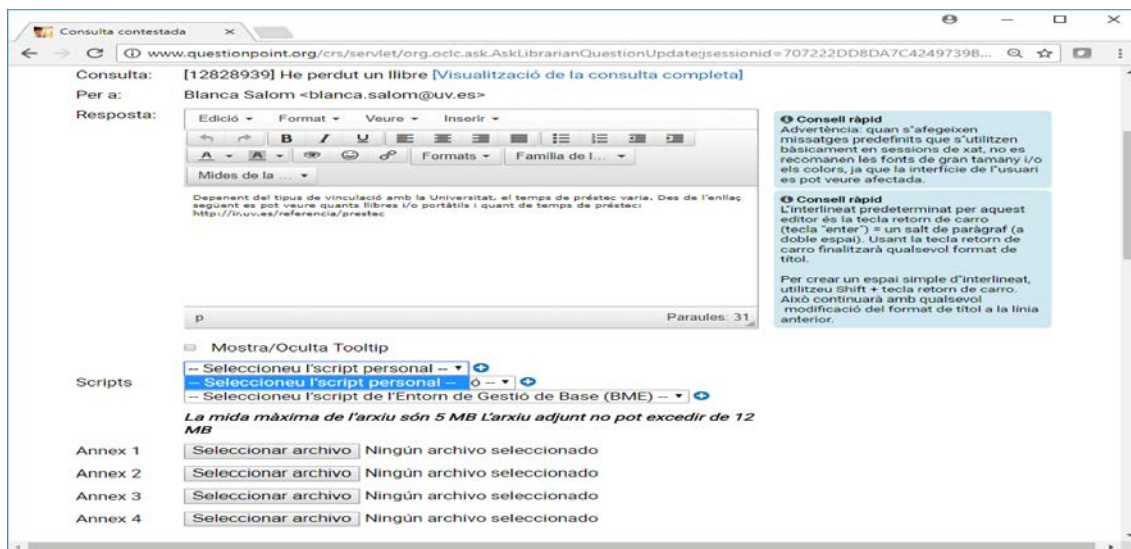 Consulta contestada
www.questionpoint.org/crs/servlet/org.oclc.ask.AskLibrarianQuestionUpdate;jsessionid=707222DD8DA7C4249739B...
Consulta: [12828939] He perdut un llibre [Visualització de la consulta completa]
Per a: Blanca Salom <blanca.salom@uv.es>
Resposta:
Edició Format Veure Inserir
B I U
A A Formats Família de l...
Mides de la ...
Depenent del tipus de vinculació amb la Universitat, el temps de préstec varia. Des de l'enllaç
següent es pot veure quants llibres i/o portàtils i quant de temps de préstec:
http://ir.uv.es/referencia/prestec
p Paraules: 31
Consell ràpid
Advertència: quan s'afegeixen
missatges predefinits que s'utilitzen
bàsicament en sessions de xat, no es
recomanen les fonts de gran tamany i/o
els colors, ja que la interfície de l'usuari
es pot veure afectada.
Consell ràpid
L'interlineat predeterminat per aquest
editor és la tecla retorn de carro
(tecla "enter") = un salt de paràgraf (a
doble espai). Usant la tecla retorn de
carro finalitzarà qualsevol format de
títol.
Per crear un espai simple d'interlineat,
utilitzeu Shift + tecla retorn de carro.
Això continuarà amb qualsevol
modificació del format de títol a la línia
anterior.
Mostra/Oculta Tooltip
Scripts
-- Seleccioneu l'script personal --
-- Seleccioneu l'script personal -- ó --
-- Seleccioneu l'script de l'Entorn de Gestió de Base (BME) --
La mida màxima de l'arxiu són 5 MB L'arxiu adjunt no pot excedir de 12
MB
Annex 1 Seleccionar archivo Ningún archivo seleccionado
Annex 2 Seleccionar archivo Ningún archivo seleccionado
Annex 3 Seleccionar archivo Ningún archivo seleccionado
Annex 4 Seleccionar archivo Ningún archivo seleccionado